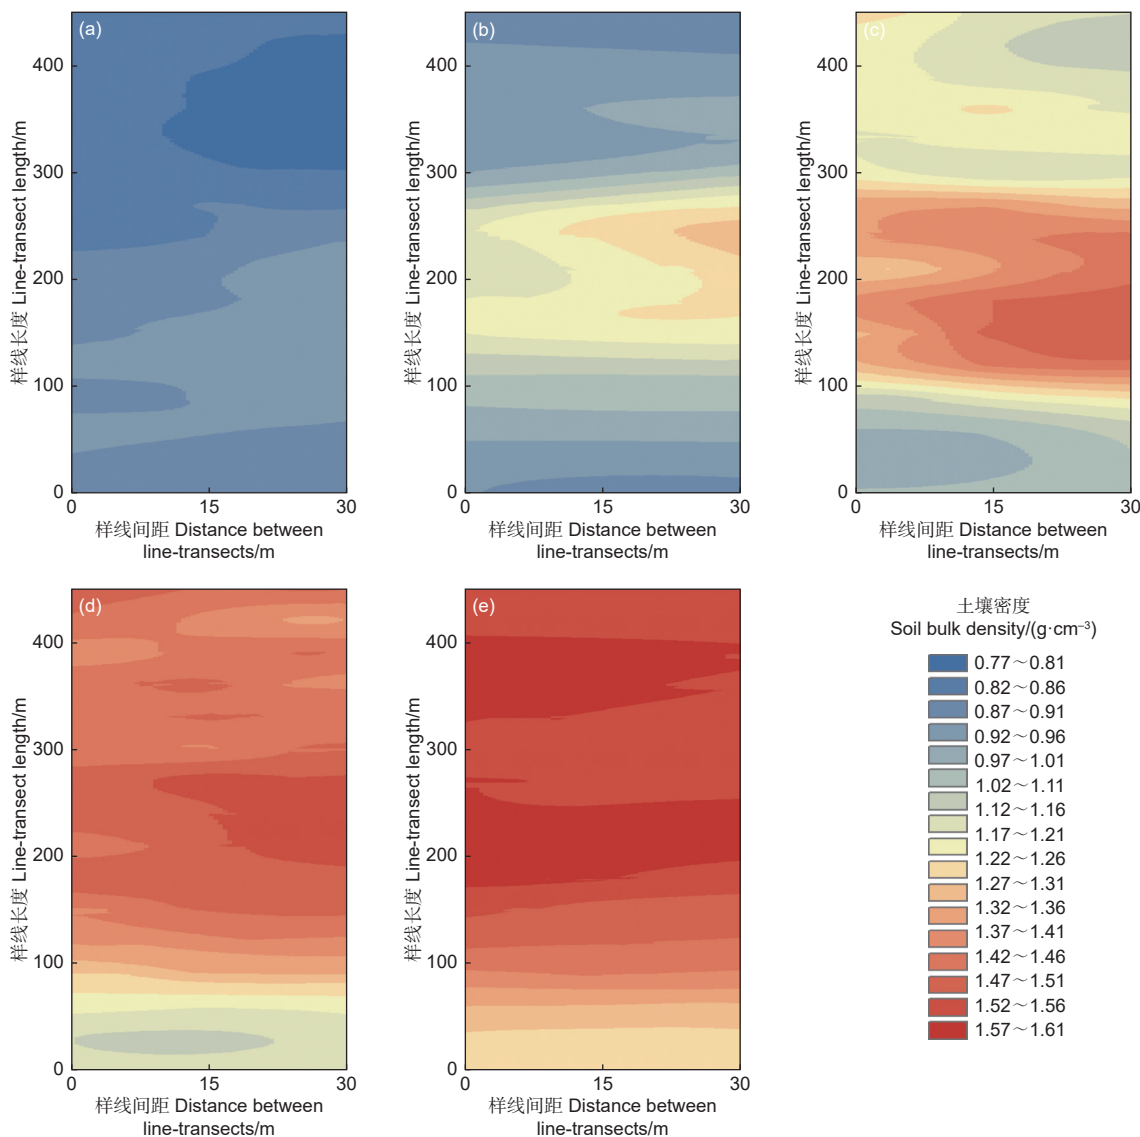 (a)
(b)
(c)
400
300
200
100
0
样线长度 Line-transect length/m
0
15
30
样线间距 Distance between
line-transects/m
400
300
200
100
0
样线长度 Line-transect length/m
0
15
30
样线间距 Distance between
line-transects/m
400
300
200
100
0
样线长度 Line-transect length/m
0
15
30
样线间距 Distance between
line-transects/m
(d)
(e)
400
300
200
100
0
样线长度 Line-transect length/m
0
15
30
样线间距 Distance between
line-transects/m
400
300
200
100
0
样线长度 Line-transect length/m
0
15
30
样线间距 Distance between
line-transects/m
土壤密度
Soil bulk density/(g·cm⁻³)
0.77～0.81
0.82～0.86
0.87～0.91
0.92～0.96
0.97～1.01
1.02～1.11
1.12～1.16
1.17～1.21
1.22～1.26
1.27～1.31
1.32～1.36
1.37～1.41
1.42～1.46
1.47～1.51
1.52～1.56
1.57～1.61